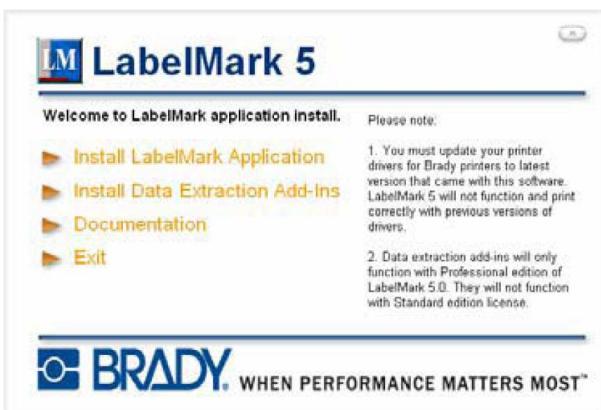 LM LabelMark 5
Welcome to LabelMark application install.
Install LabelMark Application
Install Data Extraction Add-Ins
Documentation
Exit
Please note:
1. You must update your printer
drivers for Brady printers to latest
version that came with this software.
LabelMark 5 will not function and print
correctly with previous versions of
drivers.
2. Data extraction add-ins will only
function with Professional edition of
LabelMark 5.0. They will not function
with Standard edition license.
BRADY. WHEN PERFORMANCE MATTERS MOST™